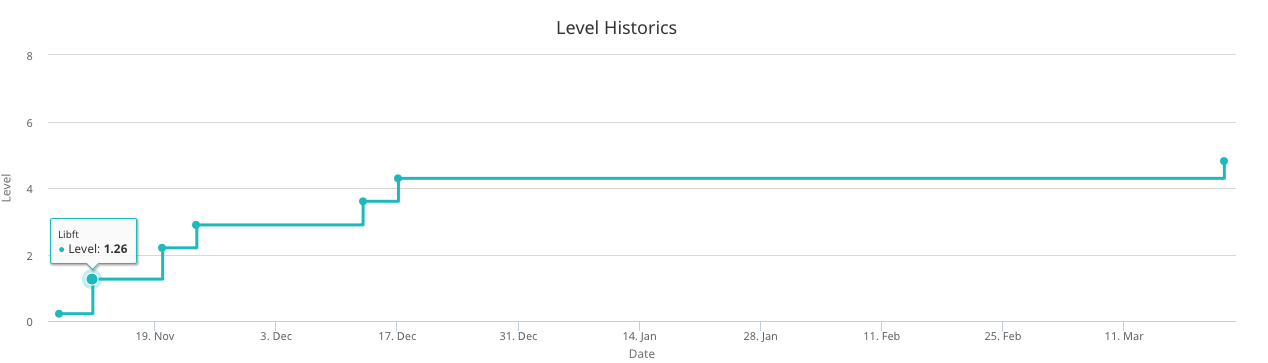 Level Historics
8
6
4
2
0
Level
Libft
● Level: 1.26
19. Nov
3. Dec
17. Dec
31. Dec
14. Jan
28. Jan
11. Feb
25. Feb
11. Mar
Date